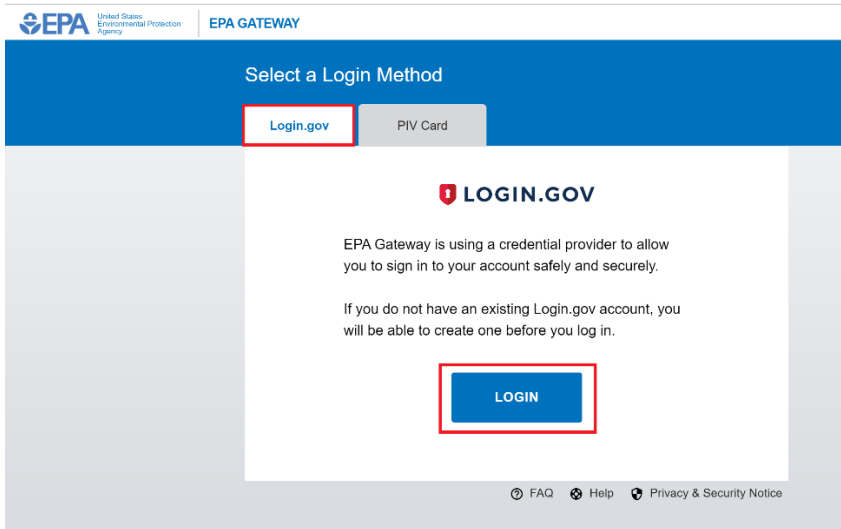 EPA
United States
Environmental Protection
Agency
EPA GATEWAY
Select a Login Method
Login.gov
PIV Card
LOGIN.GOV
EPA Gateway is using a credential provider to allow
you to sign in to your account safely and securely.
If you do not have an existing Login.gov account, you
will be able to create one before you log in.
LOGIN
FAQ Help Privacy & Security Notice